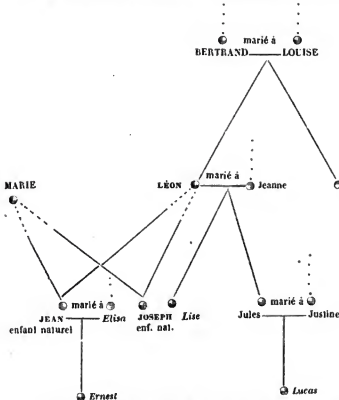 marié à
BERTRAND LOUISE
marié à
MARIE LÉON Jeanne
marié à marié à
JEAN Elisa JOSEPH Lise Jules Justine
enfant naturel enf. nat.
Ernest Lucas